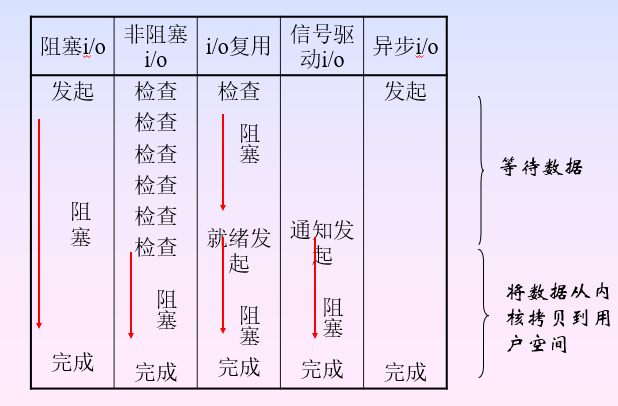 阻塞i/o
非阻塞
i/o
i/o复用
信号驱
动i/o
异步i/o
发起
阻
塞
完成
检查
检查
检查
检查
检查
检查
阻
塞
完成
检查
阻
塞
就绪发
起
阻
塞
完成
通知发
起
阻
塞
完成
发起
完成
等待数据
将数据从内
核拷贝到用
户空间